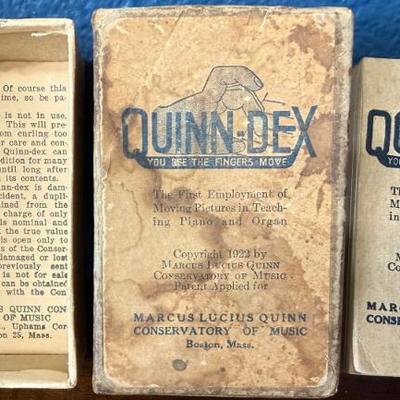 Of course this
ime, so be pa-
is not in use,
This will pre-
om curling too
r care and con-
Quinn-dex can
dition for many
until long after
d its contents.
nn-dex is dam-
cident, a dupli-
ained from the
charge of only
is nominal and
t the true value
is open only to
s of the Conser-
damaged or lost
previously sent
is not for sale
can be obtained
with the Con
S QUINN CON
OF MUSIC
., Uphams Cor
on 25, Mass.
QUINN-DEX
YOU SEE THE FINGERS MOVE
The First Employment of
Moving Pictures in Teach-
ing Piano and Organ
Copyright 1922 by
MARCUS LUCIUS QUINN
CONSERVATORY OF MUSIC
Patent Applied for
MARCUS LUCIUS QUINN
CONSERVATORY OF MUSIC
Boston, Mass.
QU
YO
Th
M
in
M
Co
MAR
CONSE